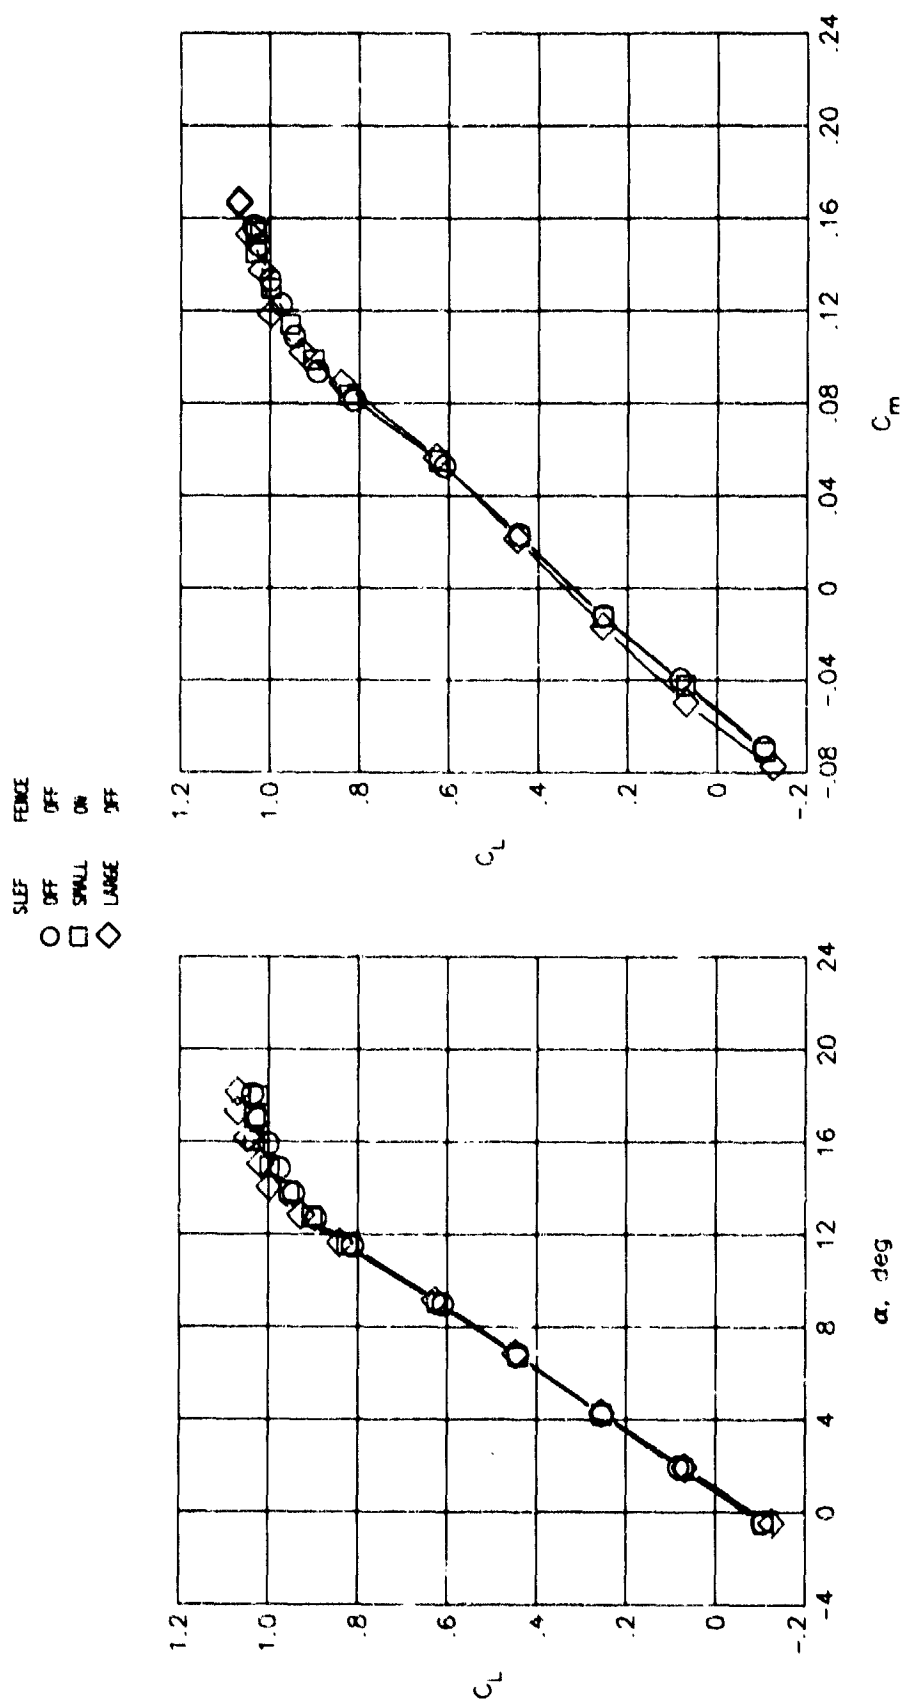 SLEF FENCE
OFF OFF
SMALL ON
LARGE OFF
1.2
1.0
.8
.6
.4
.2
0
-.2
C_L
-4 0 4 8 12 16 20 24
α, deg
1.2
1.0
.8
.6
.4
.2
0
-.2
C_L
-.08 -.04 0 .04 .08 .12 .16 .20 .24
C_m